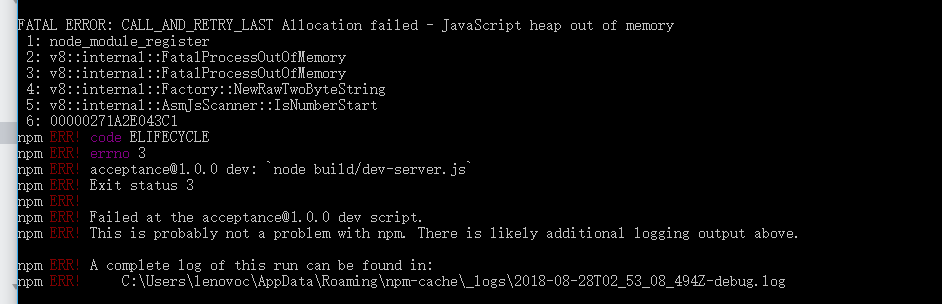 FATAL ERROR: CALL_AND_RETRY_LAST Allocation failed - JavaScript heap out of memory
1: node_module_register
2: v8::internal::FatalProcessOutOfMemory
3: v8::internal::FatalProcessOutOfMemory
4: v8::internal::Factory::NewRawTwoByteString
5: v8::internal::AsmJsScanner::IsNumberStart
6: 00000271A2E043C1
npm ERR! code ELIFECYCLE
npm ERR! errno 3
npm ERR! acceptance@1.0.0 dev: `node build/dev-server.js`
npm ERR! Exit status 3
npm ERR!
npm ERR! Failed at the acceptance@1.0.0 dev script.
npm ERR! This is probably not a problem with npm. There is likely additional logging output above.
npm ERR! A complete log of this run can be found in:
npm ERR! C:\Users\lenovoc\AppData\Roaming\npm-cache\_logs\2018-08-28T02_53_08_494Z-debug.log